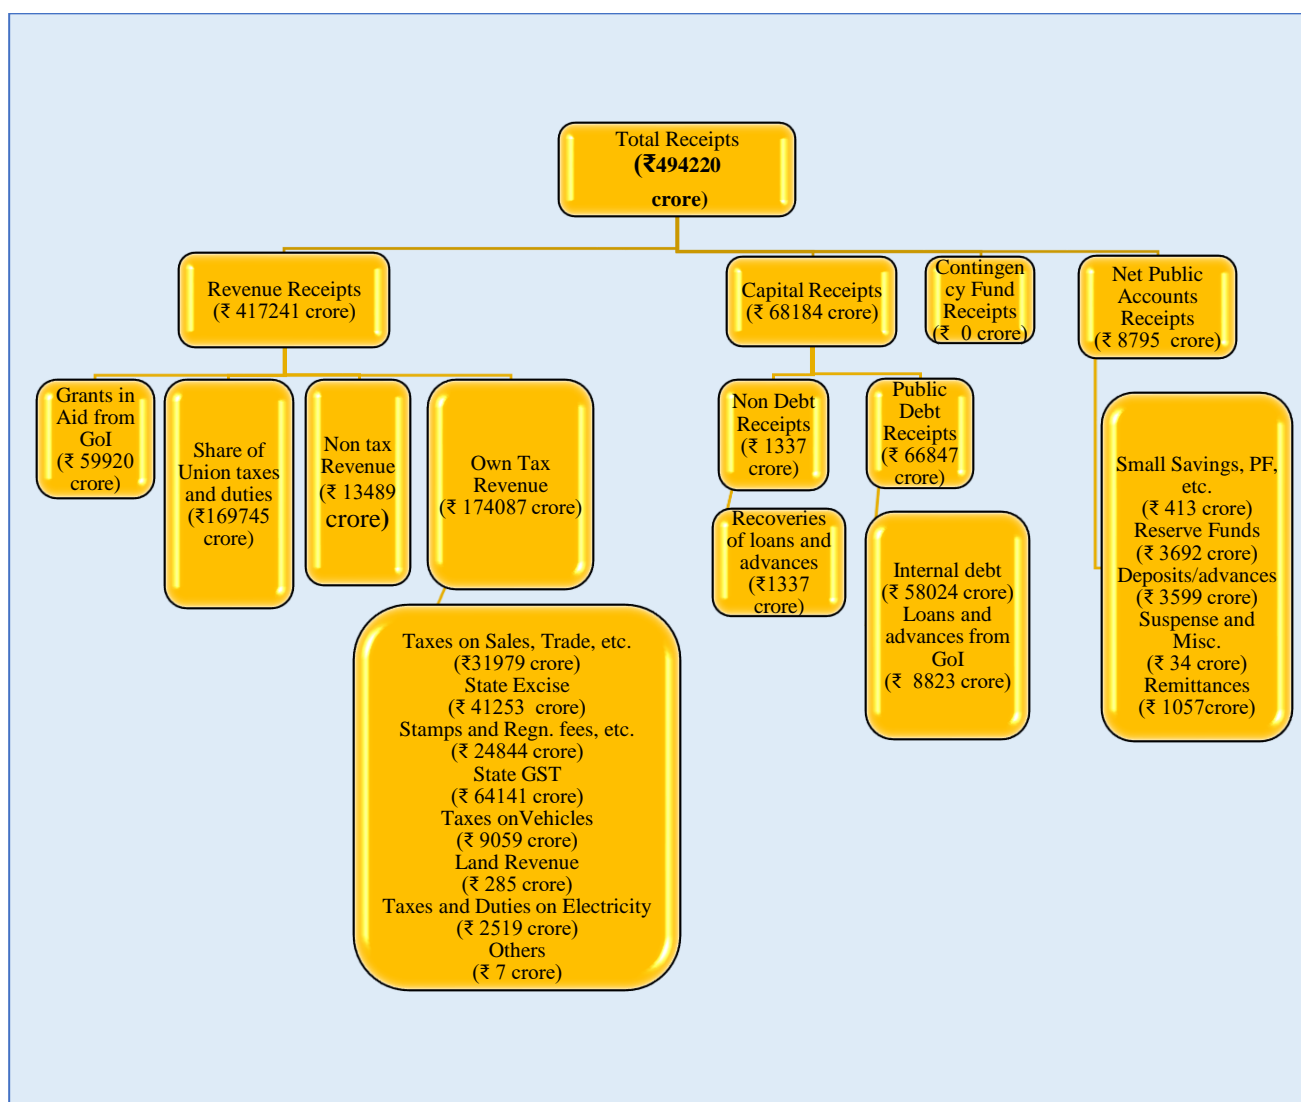 Total Receipts
(₹494220
crore)
Revenue Receipts
(₹ 417241 crore)
Capital Receipts
(₹ 68184 crore)
Contingen
cy Fund
Receipts
(₹  0 crore)
Net Public
Accounts
Receipts
(₹ 8795  crore)
Grants in
Aid from
GoI
(₹ 59920
crore)
Share of
Union taxes
and duties
(₹169745
crore)
Non tax
Revenue
(₹ 13489
crore)
Own Tax
Revenue
(₹ 174087 crore)
Non Debt
Receipts
(₹ 1337
crore)
Public
Debt
Receipts
(₹ 66847
crore)
Recoveries
of loans and
advances
(₹1337
crore)
Internal debt
(₹ 58024 crore)
Loans and
advances from
GoI
(₹  8823 crore)
Small Savings, PF,
etc.
(₹ 413 crore)
Reserve Funds
(₹ 3692 crore)
Deposits/advances
(₹ 3599 crore)
Suspense and
Misc.
(₹ 34 crore)
Remittances
(₹ 1057crore)
Taxes on Sales, Trade, etc.
(₹31979 crore)
State Excise
(₹ 41253  crore)
Stamps and Regn. fees, etc.
(₹ 24844 crore)
State GST
(₹ 64141 crore)
Taxes onVehicles
(₹ 9059 crore)
Land Revenue
(₹ 285 crore)
Taxes and Duties on Electricity
(₹ 2519 crore)
Others
(₹ 7 crore)